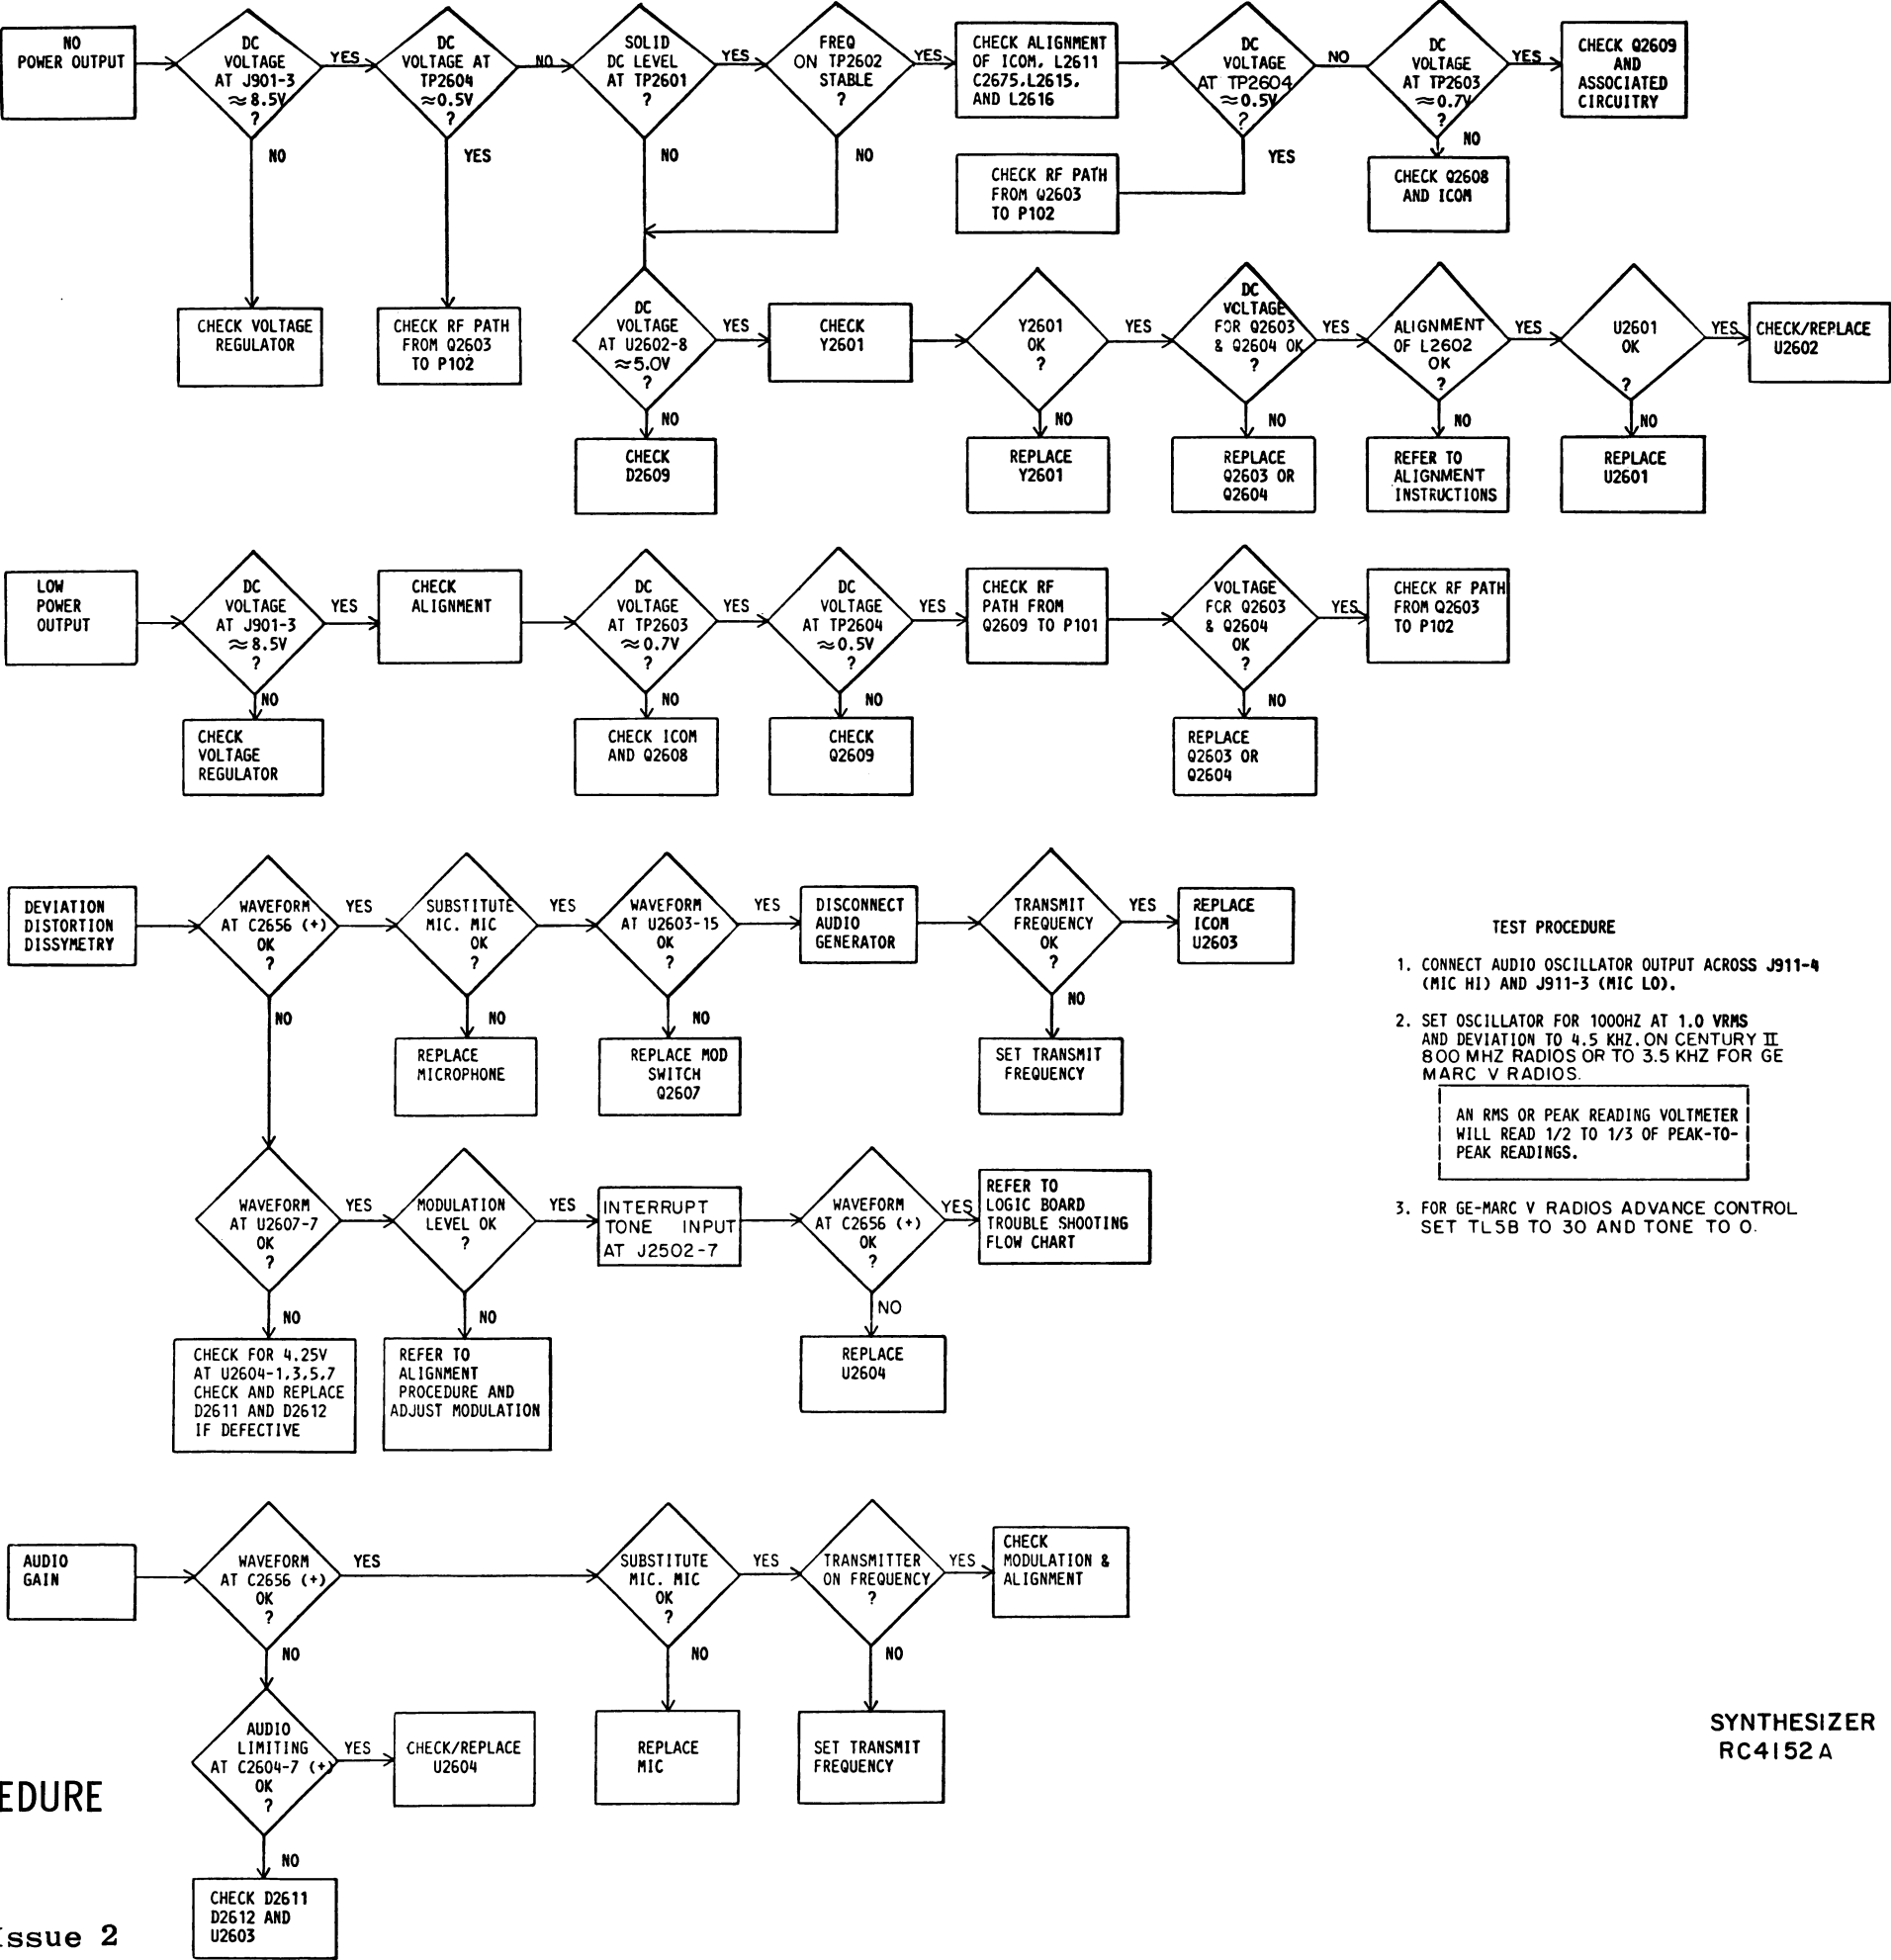 NO
POWER OUTPUT
DC
VOLTAGE
AT J901-3
≈8.5V
?
YES
NO
CHECK VOLTAGE
REGULATOR
DC
VOLTAGE AT
TP2604
≈0.5V
?
NO
YES
CHECK RF PATH
FROM Q2603
TO P102
SOLID
DC LEVEL
AT TP2601
?
YES
NO
FREQ
ON TP2602
STABLE
?
YES
NO
CHECK ALIGNMENT
OF ICOM, L2611
C2675,L2615,
AND L2616
CHECK RF PATH
FROM Q2603
TO P102
DC
VOLTAGE
AT TP2604
≈0.5V
?
NO
YES
DC
VOLTAGE
AT TP2603
≈0.7V
?
YES
NO
CHECK Q2609
AND
ASSOCIATED
CIRCUITRY
CHECK Q2608
AND ICOM
DC
VOLTAGE
AT U2602-8
≈5.0V
?
YES
NO
CHECK
D2609
CHECK
Y2601
Y2601
OK
?
YES
NO
REPLACE
Y2601
DC
VOLTAGE
FOR Q2603
& Q2604 OK
?
YES
NO
REPLACE
Q2603 OR
Q2604
ALIGNMENT
OF L2602
OK
?
YES
NO
REFER TO
ALIGNMENT
INSTRUCTIONS
U2601
OK
?
YES
NO
REPLACE
U2601
CHECK/REPLACE
U2602
LOW
POWER
OUTPUT
DC
VOLTAGE
AT J901-3
≈8.5V
?
YES
NO
CHECK
VOLTAGE
REGULATOR
CHECK
ALIGNMENT
DC
VOLTAGE
AT TP2603
≈0.7V
?
YES
NO
CHECK ICOM
AND Q2608
DC
VOLTAGE
AT TP2604
≈0.5V
?
YES
NO
CHECK
Q2609
CHECK RF
PATH FROM
Q2609 TO P101
VOLTAGE
FOR Q2603
& Q2604
OK
?
YES
NO
REPLACE
Q2603 OR
Q2604
CHECK RF PATH
FROM Q2603
TO P102
DEVIATION
DISTORTION
DISSYMETRY
WAVEFORM
AT C2656 (+)
OK
?
YES
NO
SUBSTITUTE
MIC. MIC
OK
?
YES
NO
REPLACE
MICROPHONE
WAVEFORM
AT U2603-15
OK
?
YES
NO
REPLACE MOD
SWITCH
Q2607
DISCONNECT
AUDIO
GENERATOR
TRANSMIT
FREQUENCY
OK
?
YES
NO
SET TRANSMIT
FREQUENCY
REPLACE
ICOM
U2603
WAVEFORM
AT U2607-7
OK
?
YES
NO
CHECK FOR 4.25V
AT U2604-1,3,5,7
CHECK AND REPLACE
D2611 AND D2612
IF DEFECTIVE
MODULATION
LEVEL OK
?
YES
NO
REFER TO
ALIGNMENT
PROCEDURE AND
ADJUST MODULATION
INTERRUPT
TONE INPUT
AT J2502-7
WAVEFORM
AT C2656 (+)
OK
?
YES
NO
REPLACE
U2604
REFER TO
LOGIC BOARD
TROUBLE SHOOTING
FLOW CHART
TEST PROCEDURE
1. CONNECT AUDIO OSCILLATOR OUTPUT ACROSS J911-4
(MIC HI) AND J911-3 (MIC LO).
2. SET OSCILLATOR FOR 1000HZ AT 1.0 VRMS
AND DEVIATION TO 4.5 KHZ. ON CENTURY II
800 MHZ RADIOS OR TO 3.5 KHZ FOR GE
MARC V RADIOS.
AN RMS OR PEAK READING VOLTMETER
WILL READ 1/2 TO 1/3 OF PEAK-TO-
PEAK READINGS.
3. FOR GE-MARC V RADIOS ADVANCE CONTROL
SET TL5B TO 30 AND TONE TO 0.
AUDIO
GAIN
WAVEFORM
AT C2656 (+)
OK
?
YES
NO
SUBSTITUTE
MIC. MIC
OK
?
YES
NO
REPLACE
MIC
TRANSMITTER
ON FREQUENCY
?
YES
NO
SET TRANSMIT
FREQUENCY
CHECK
MODULATION &
ALIGNMENT
AUDIO
LIMITING
AT C2604-7 (+)
OK
?
YES
NO
CHECK/REPLACE
U2604
CHECK D2611
D2612 AND
U2603
SYNTHESIZER
RC4152A
EDURE
Issue 2